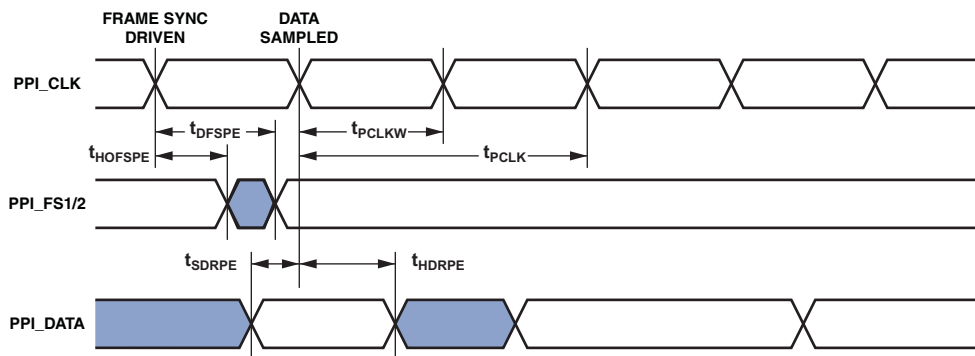 FRAME SYNC
DRIVEN
DATA
SAMPLED
PPI_CLK
tDFSPE
tPCLKW
tHOFSPE
tPCLK
PPI_FS1/2
tSDRPE
tHDRPE
PPI_DATA